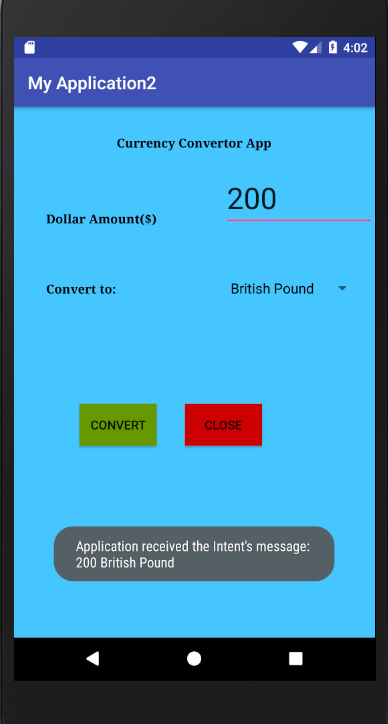 4:02
My Application2
Currency Convertor App
200
Dollar Amount($)
Convert to:
British Pound
CONVERT
CLOSE
Application received the Intent's message:
200 British Pound